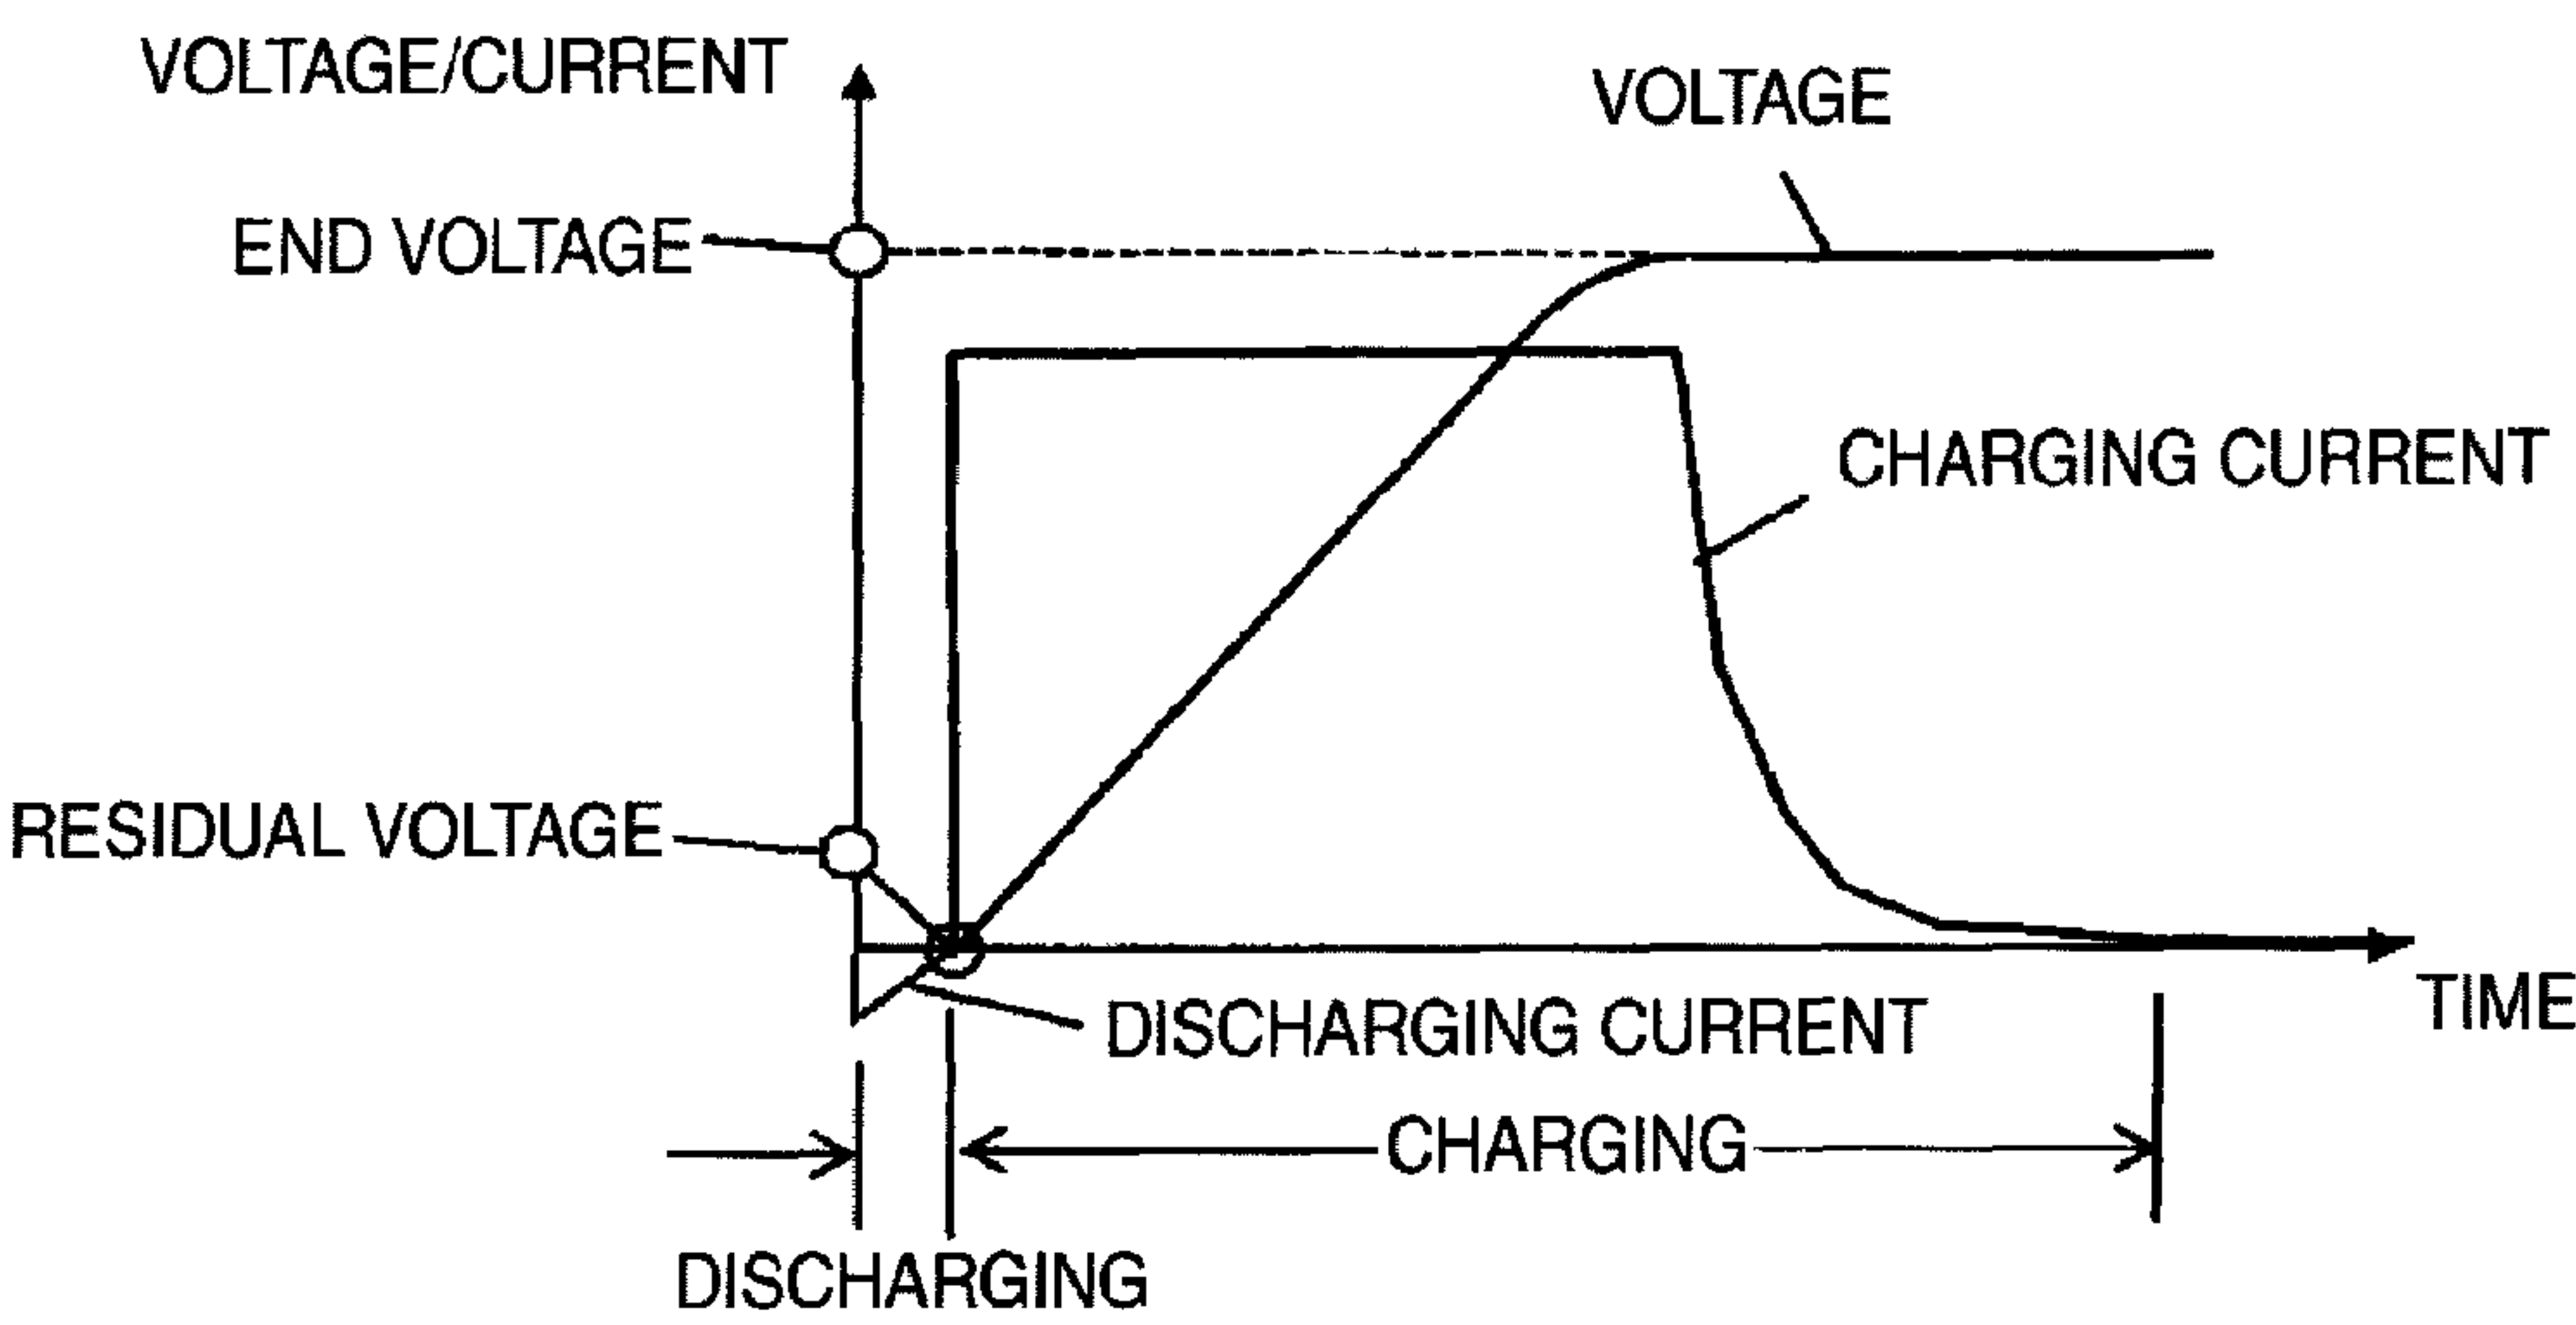 VOLTAGE/CURRENT
VOLTAGE
END VOLTAGE
CHARGING CURRENT
RESIDUAL VOLTAGE
TIME
DISCHARGING CURRENT
CHARGING
DISCHARGING